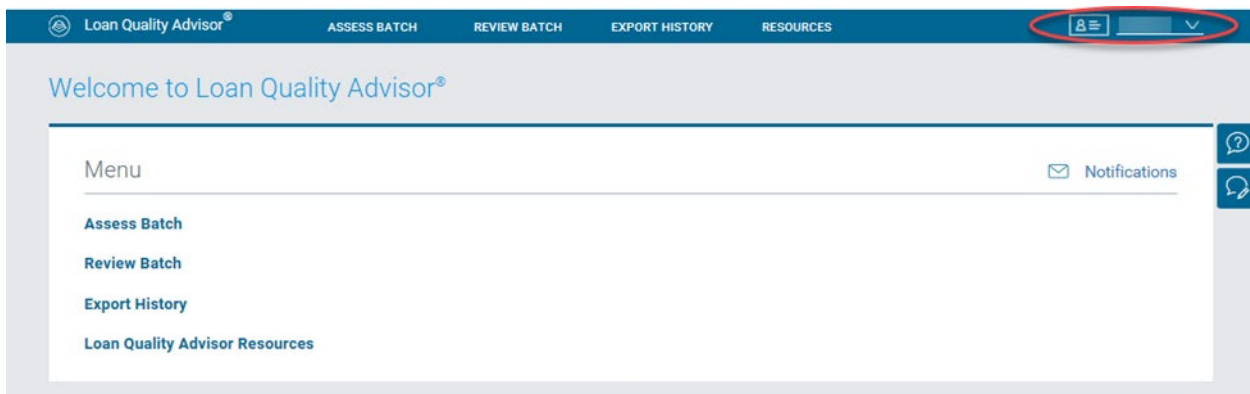 Loan Quality Advisor® ASSESS BATCH REVIEW BATCH EXPORT HISTORY RESOURCES
Welcome to Loan Quality Advisor®
Menu Notifications
Assess Batch
Review Batch
Export History
Loan Quality Advisor Resources